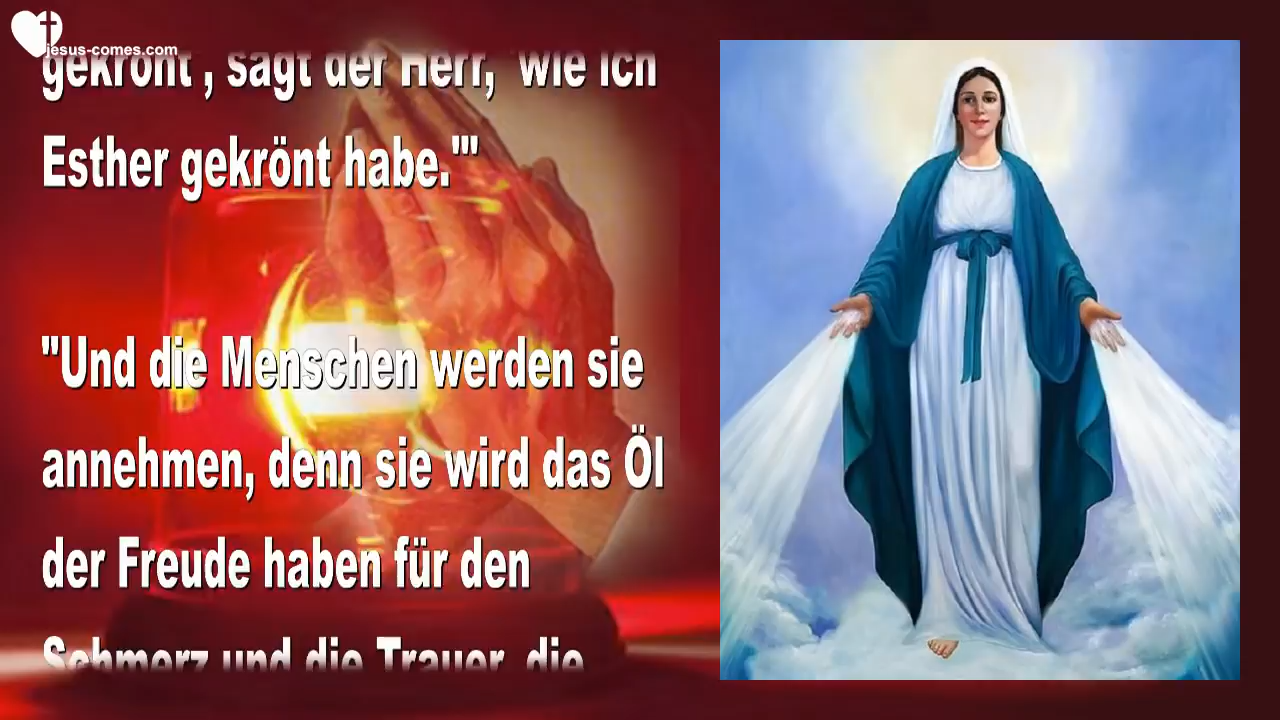 jesus-comes.com
gekrönt', sagt der Herr, 'wie ich
Esther gekrönt habe.'"
"Und die Menschen werden sie
annehmen, denn sie wird das Öl
der Freude haben für den
Schmerz und die Trauer, die